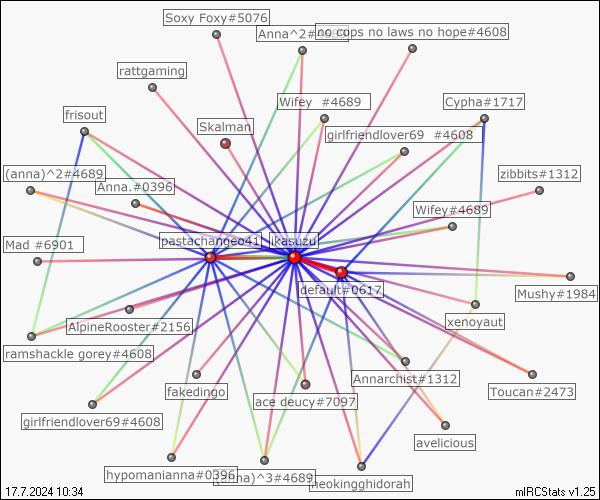 Soxy Foxy#5076
Anna^2#4689
no cops no laws no hope#4608
rattgaming
Wifey #4689
Cypha#1717
frisout
Skalman
girlfriendlover69 #4608
(anna)^2#4689
Anna.#0396
zibbits#1312
Wifey#4689
pastachangeo41
ikasuzu
Mad #6901
default#0617
Mushy#1984
AlpineRooster#2156
xenoyaut
ramshackle gorey#4608
fakedingo
Annarchist#1312
ace deucy#7097
Toucan#2473
girlfriendlover69#4608
avelicious
hypomanianna#0396
)^3#4689
neokingghidorah
17.7.2024 10:34
mIRCStats v1.25